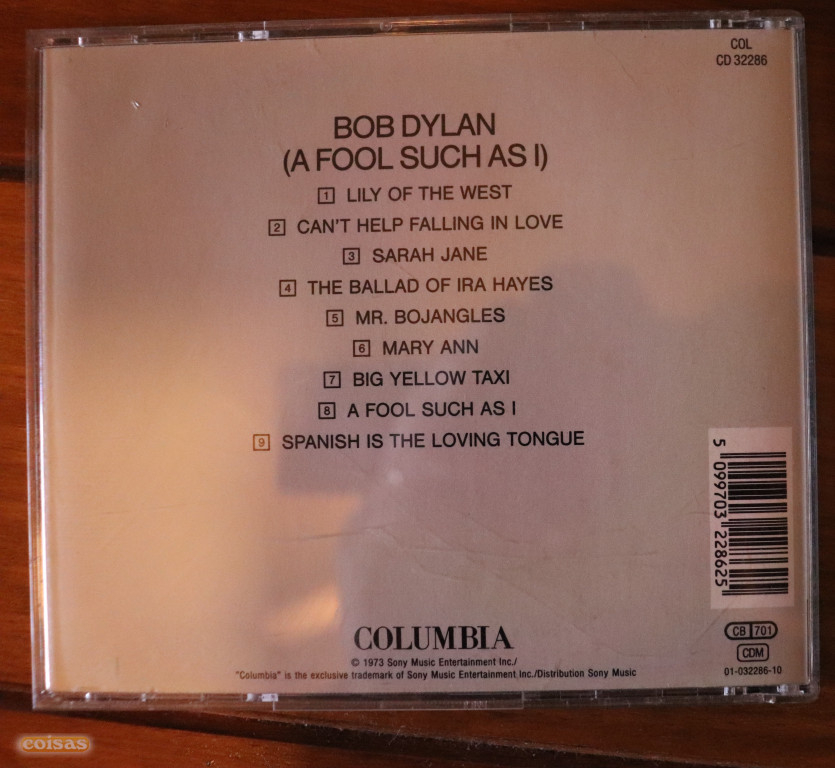 COL
CD 32286
BOB DYLAN
(A FOOL SUCH AS I)
1 LILY OF THE WEST
2 CAN'T HELP FALLING IN LOVE
3 SARAH JANE
4 THE BALLAD OF IRA HAYES
5 MR. BOJANGLES
6 MARY ANN
7 BIG YELLOW TAXI
8 A FOOL SUCH AS I
9 SPANISH IS THE LOVING TONGUE
5 099703 228625
COLUMBIA
© 1973 Sony Music Entertainment Inc./
"Columbia" is the exclusive trademark of Sony Music Entertainment Inc./Distribution Sony Music
CB 701
CDM
01-032286-10
coisas